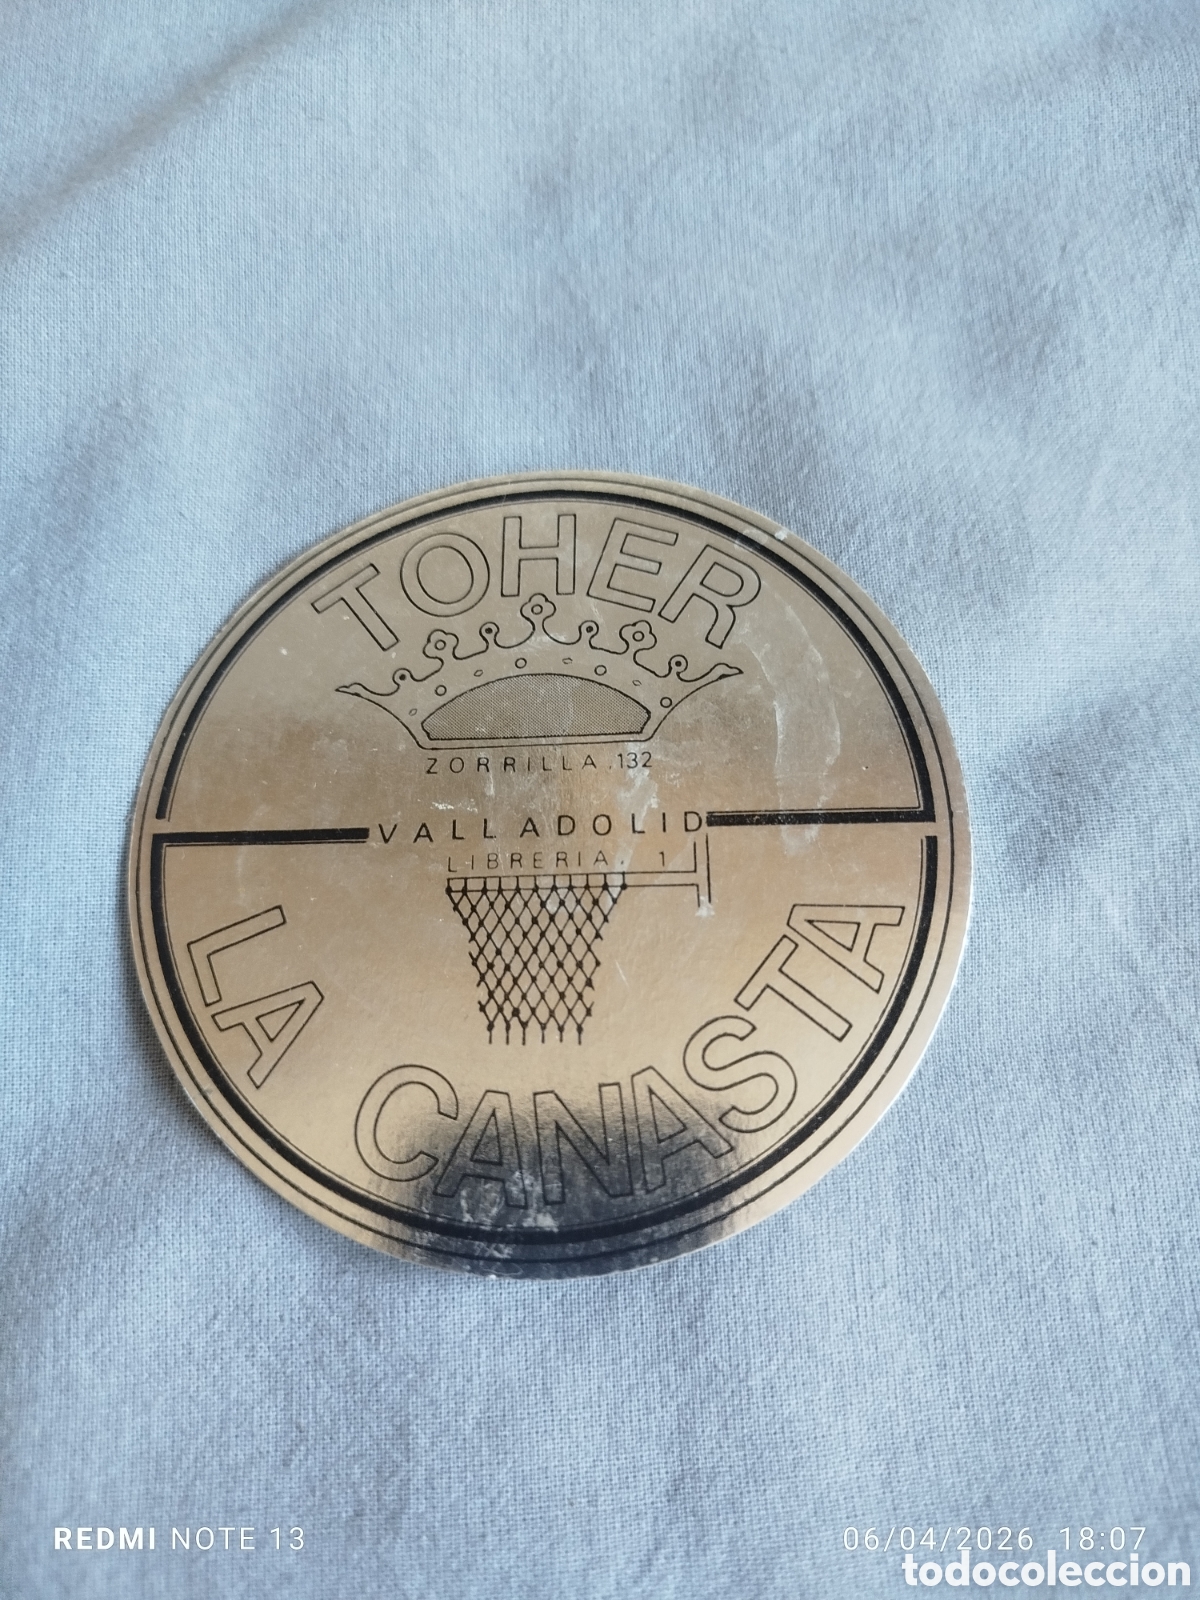 TOHER
ZORRILLA, 132
VALLADOLID
LIBRERIA, 1
LA CANASTA
REDMI NOTE 13
06/04/2026 18:07
todocoleccion